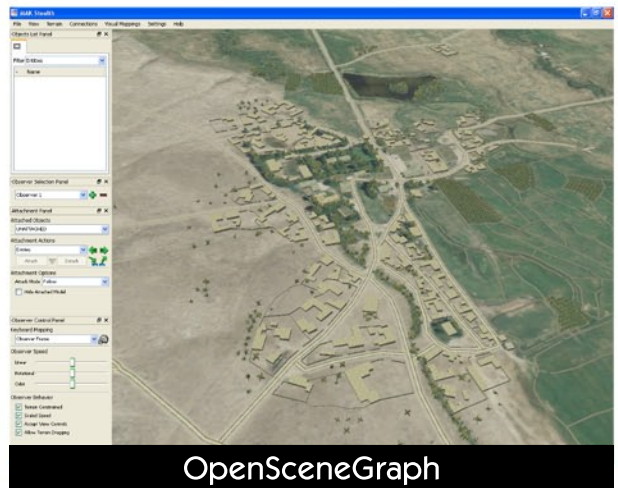 MÄK Stealth
File View Terrain Connections Visual Mappings Settings Help
Objects List Panel
Filter Entities
Name
Observer Selection Panel
Observer 1
Attachment Panel
Attached Objects
UNATTACHED
Attachment Actions
Entities
Attach Detach
Attachment Options
Attach Mode Follow
Hide Attached Model
Observer Control Panel
Keyboard Mapping
Observer Frame
Observer Speed
Linear
Rotational
Color
Observer Behavior
Terrain Constrained
Scaled Speed
Accept View Controls
Allow Terrain Dragging
OpenSceneGraph